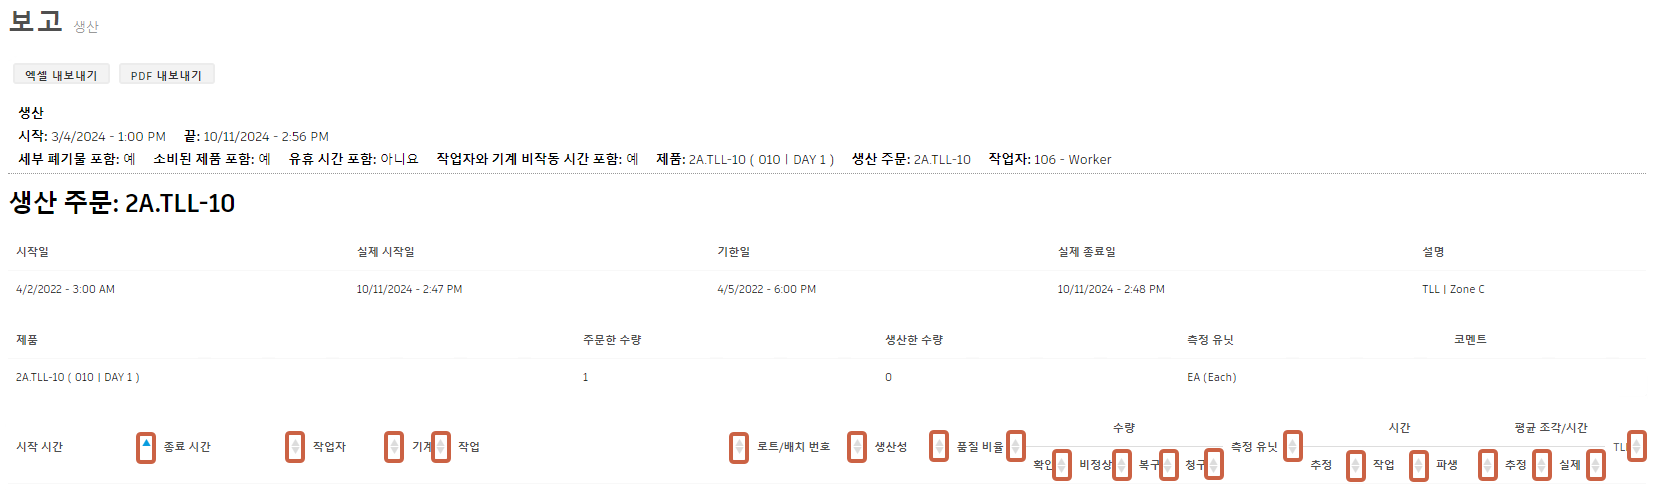 보고 생산
엑셀 내보내기 PDF 내보내기
생산
시작: 3/4/2024 - 1:00 PM 끝: 10/11/2024 - 2:56 PM
세부 폐기물 포함: 예 소비된 제품 포함: 예 유휴 시간 포함: 아니요 작업자와 기계 비작동 시간 포함: 예 제품: 2A.TLL-10 ( 010 | DAY 1 ) 생산 주문: 2A.TLL-10 작업자: 106 - Worker
생산 주문: 2A.TLL-10
시작일 실제 시작일 기한일 실제 종료일 설명
4/2/2022 - 3:00 AM 10/11/2024 - 2:47 PM 4/5/2022 - 6:00 PM 10/11/2024 - 2:48 PM TLL | Zone C
제품 주문한 수량 생산한 수량 측정 유닛 코멘트
2A.TLL-10 ( 010 | DAY 1 ) 1 0 EA (Each)
수량 시간 평균 조각/시간
시작 시간 종료 시간 작업자 기계 작업 로트/배치 번호 생산성 품질 비율 측정 유닛 TLL
확인 비정상 복구 청구 추정 작업 파생 추정 실제